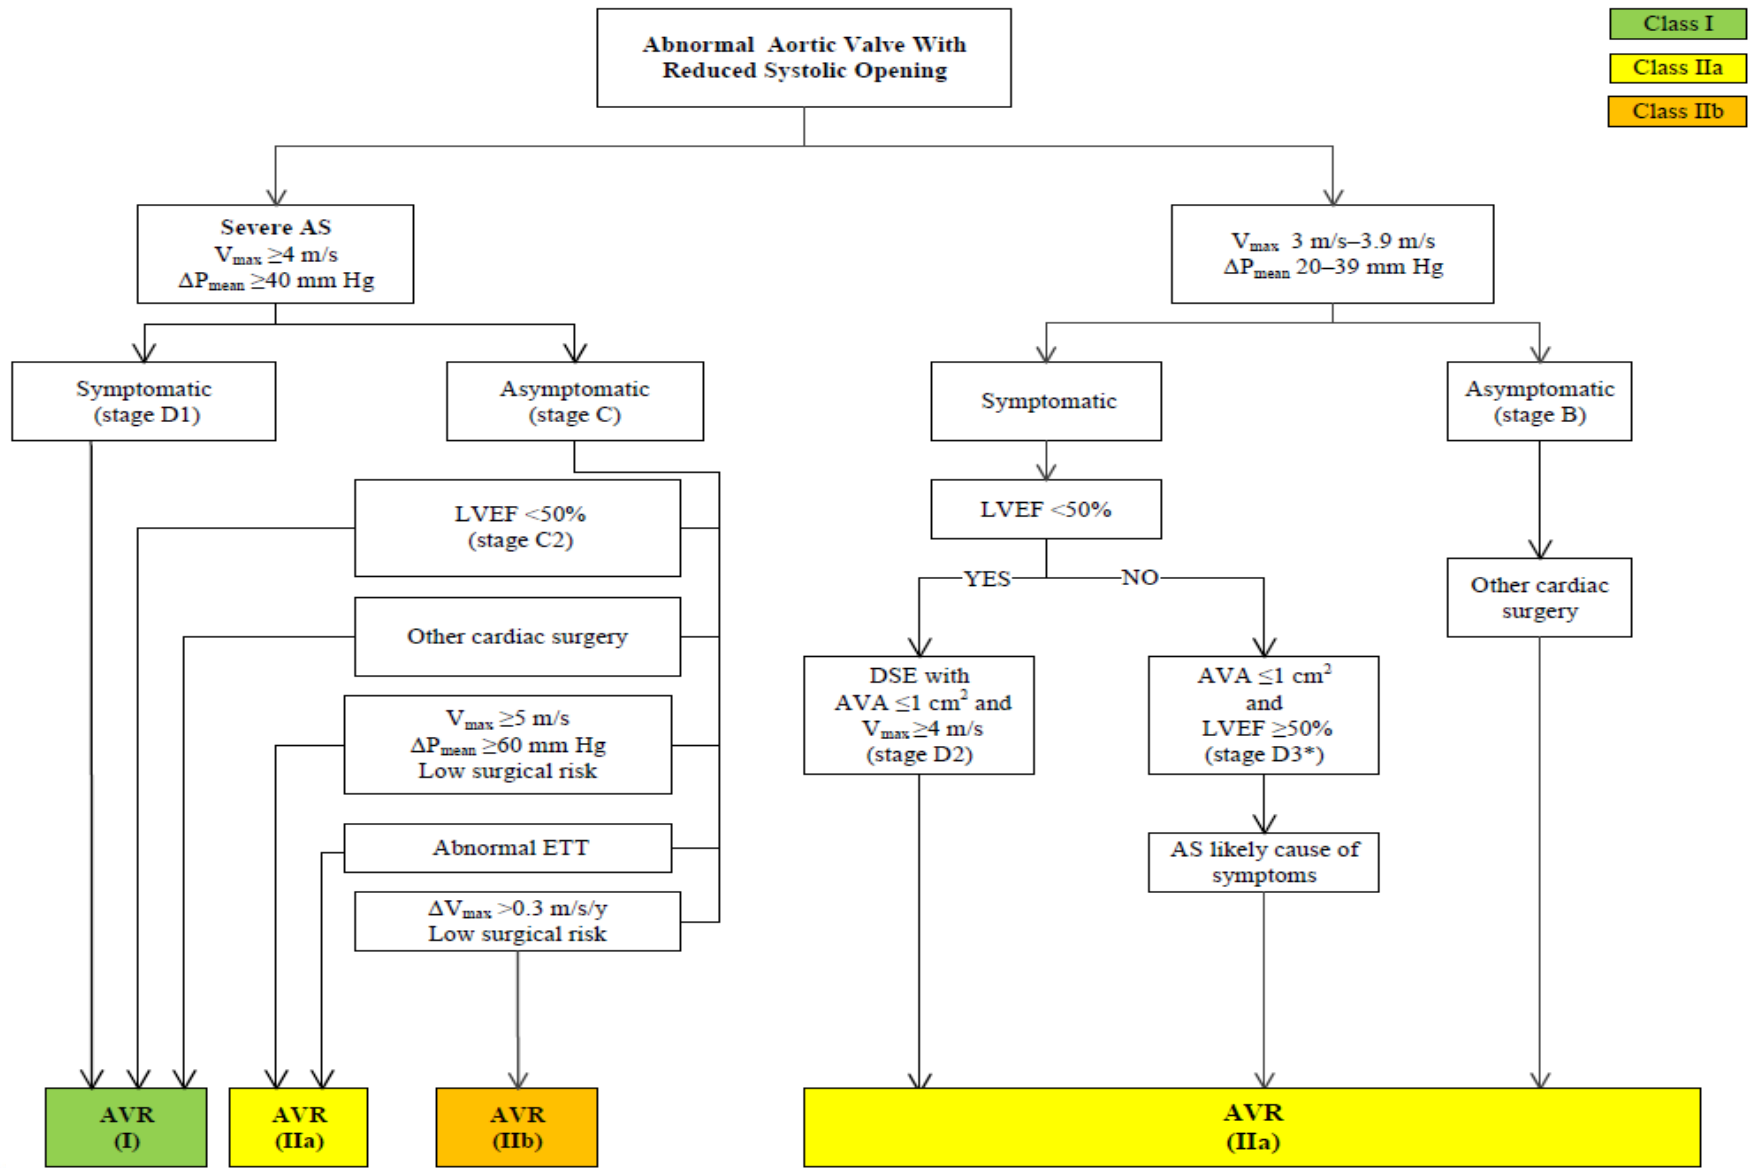 Abnormal Aortic Valve With
Reduced Systolic Opening
Class I
Class IIa
Class IIb
Severe AS
Vmax ≥4 m/s
ΔPmean ≥40 mm Hg
Vmax 3 m/s–3.9 m/s
ΔPmean 20–39 mm Hg
Symptomatic
(stage D1)
Asymptomatic
(stage C)
Symptomatic
Asymptomatic
(stage B)
LVEF <50%
(stage C2)
LVEF <50%
YES
NO
Other cardiac surgery
Other cardiac
surgery
Vmax ≥5 m/s
ΔPmean ≥60 mm Hg
Low surgical risk
DSE with
AVA ≤1 cm² and
Vmax ≥4 m/s
(stage D2)
AVA ≤1 cm²
and
LVEF ≥50%
(stage D3*)
Abnormal ETT
AS likely cause of
symptoms
ΔVmax >0.3 m/s/y
Low surgical risk
AVR
(I)
AVR
(IIa)
AVR
(IIb)
AVR
(IIa)